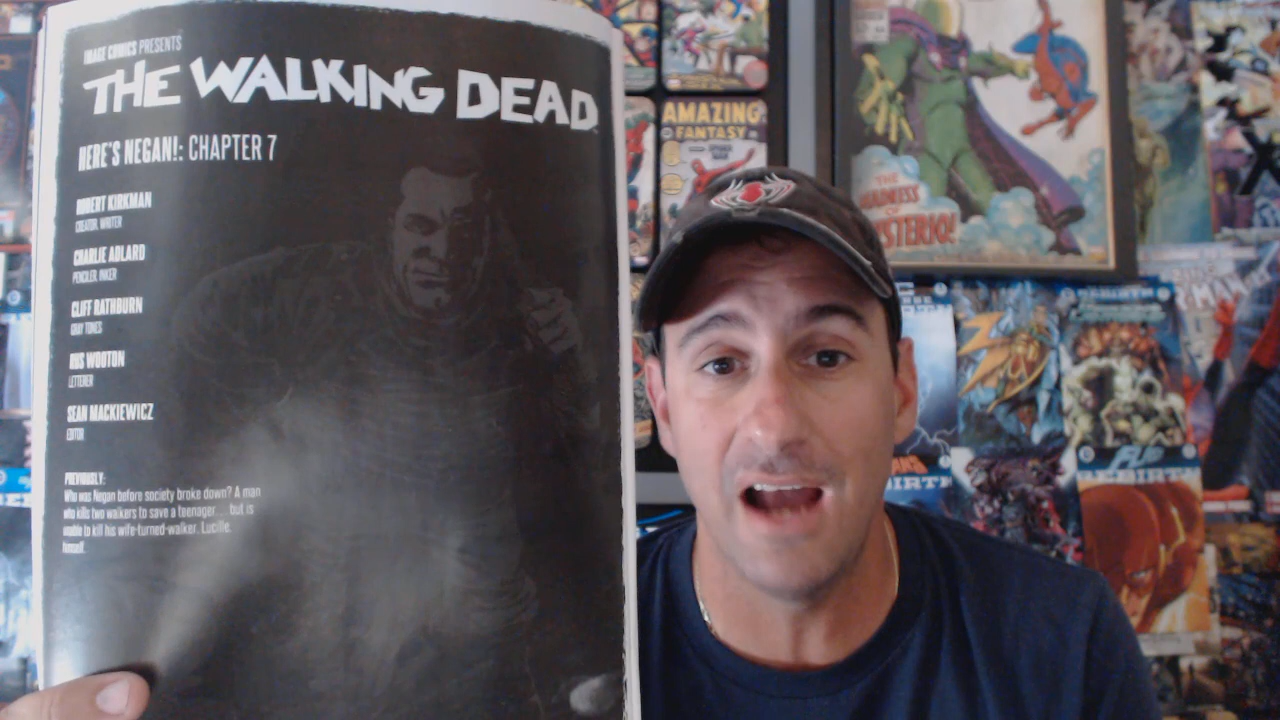 IMAGE COMICS PRESENTS
THE WALKING DEAD
HERE'S NEGAN!: CHAPTER 7
ROBERT KIRKMAN
CREATOR, WRITER
CHARLIE ADLARD
PENCILER, INKER
CLIFF RATHBURN
GRAY TONES
RUS WOOTON
LETTERER
SEAN MACKIEWICZ
EDITOR
PREVIOUSLY:
Who was Negan before society broke down? A man
who kills two walkers to save a teenager. . . but is
unable to kill his wife-turned-walker, Lucille,
himself.
AMAZING
FANTASY
THE
MADNESS
OF
MYSTERIO!
REBIRTH
REBIRTH